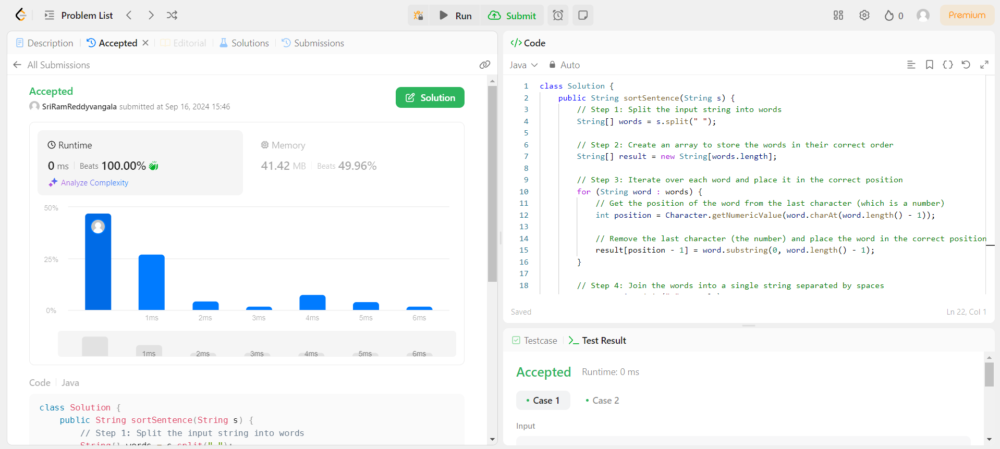 Problem List
Run
Submit
0
Premium
Description
Accepted
Editorial
Solutions
Submissions
All Submissions
Accepted
Solution
SriRamReddyvangala submitted at Sep 16, 2024 15:46
Runtime
0 ms
Beats 100.00%
Analyze Complexity
Memory
41.42 MB
Beats 49.96%
50%
25%
0%
1ms 2ms 3ms 4ms 5ms 6ms
1ms 2ms 3ms 4ms 5ms 6ms
Code
Java
class Solution {
public String sortSentence(String s) {
// Step 1: Split the input string into words
String[] words = s.split(" ");
</> Code
Java
Auto
1 class Solution {
2 public String sortSentence(String s) {
3 // Step 1: Split the input string into words
4 String[] words = s.split(" ");
5
6 // Step 2: Create an array to store the words in their correct order
7 String[] result = new String[words.length];
8
9 // Step 3: Iterate over each word and place it in the correct position
10 for (String word : words) {
11 // Get the position of the word from the last character (which is a number)
12 int position = Character.getNumericValue(word.charAt(word.length() - 1));
13
14 // Remove the last character (the number) and place the word in the correct position
15 result[position - 1] = word.substring(0, word.length() - 1);
16 }
17
18 // Step 4: Join the words into a single string separated by spaces
Saved
Ln 22, Col 1
Testcase
Test Result
Accepted
Runtime: 0 ms
Case 1
Case 2
Input